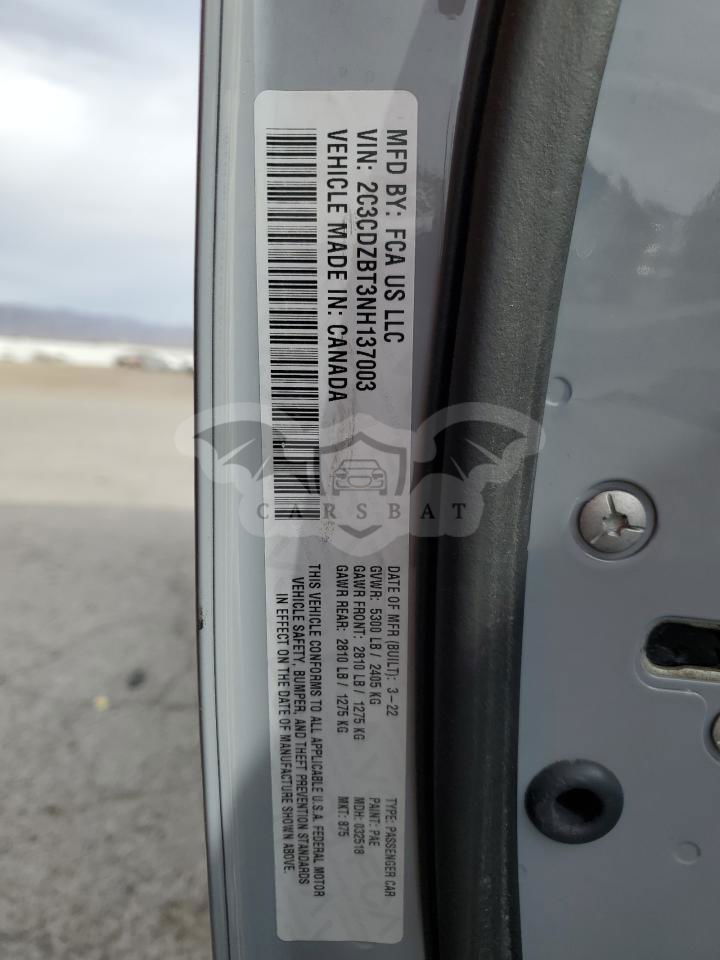 MFD BY: FCA US LLC
VIN: 2C3CDZBT3NH137003
VEHICLE MADE IN: CANADA
DATE OF MFR (BUILT): 3-22
GVWR: 5300 LB / 2405 KG
GAWR FRONT: 2810 LB / 1275 KG
GAWR REAR: 2810 LB / 1275 KG
TYPE: PASSENGER CAR
PAINT: PAE
MDH: 032518
MKT: 875
THIS VEHICLE CONFORMS TO ALL APPLICABLE U.S.A. FEDERAL MOTOR
VEHICLE SAFETY, BUMPER, AND THEFT PREVENTION STANDARDS
IN EFFECT ON THE DATE OF MANUFACTURE SHOWN ABOVE.
CARSBAT